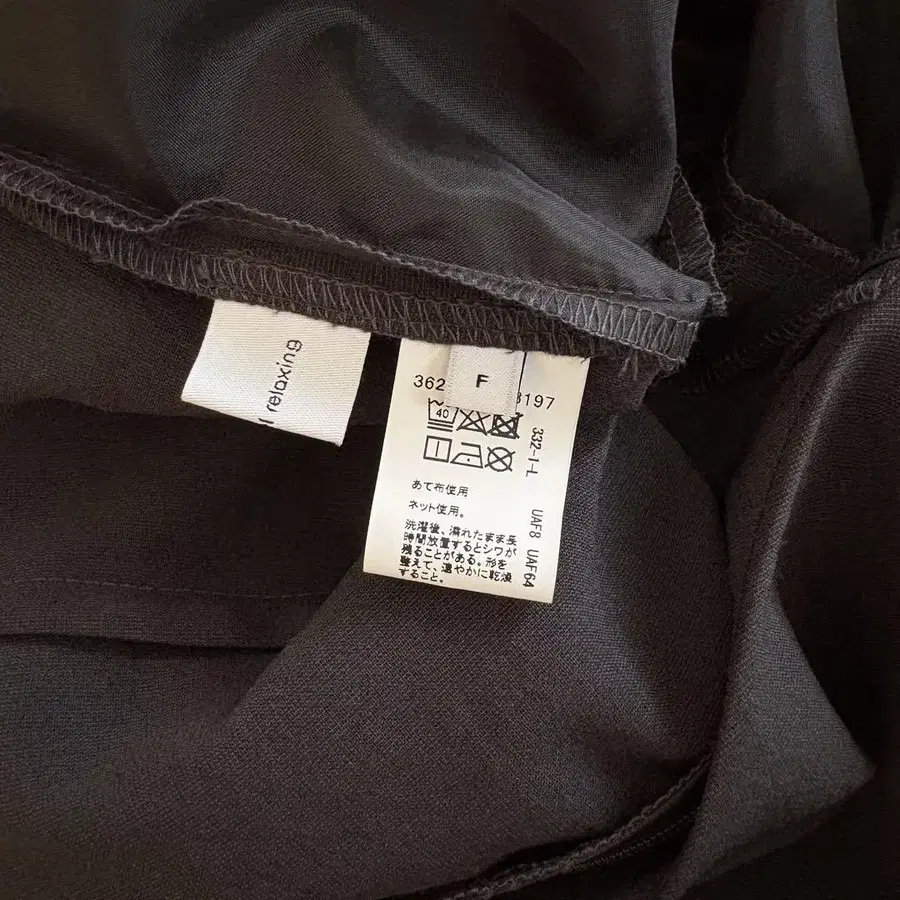 relaxing
F
362
3197
40
332-I-L
UAF8 UAF64
あて布使用
ネット使用。
洗濯後、濡れたまま長
時間放置するとシワが
残ることがある。形を
整えて、速やかに乾燥
すること。